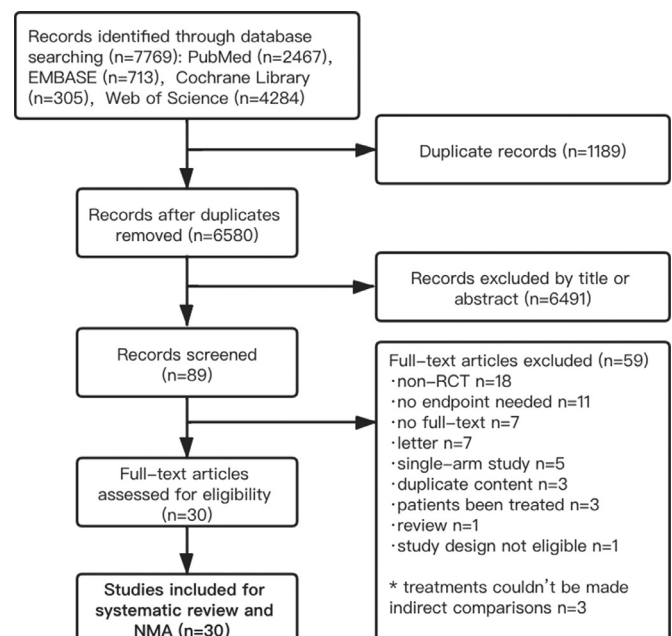 Records identified through database
searching (n=7769): PubMed (n=2467),
EMBASE (n=713), Cochrane Library
(n=305), Web of Science (n=4284)
Duplicate records (n=1189)
Records after duplicates
removed (n=6580)
Records excluded by title or
abstract (n=6491)
Records screened
(n=89)
Full-text articles excluded (n=59)
·non-RCT n=18
·no endpoint needed n=11
·no full-text n=7
·letter n=7
·single-arm study n=5
·duplicate content n=3
·patients been treated n=3
·review n=1
·study design not eligible n=1
* treatments couldn't be made
indirect comparisons n=3
Full-text articles
assessed for eligibility
(n=30)
Studies included for
systematic review and
NMA (n=30)